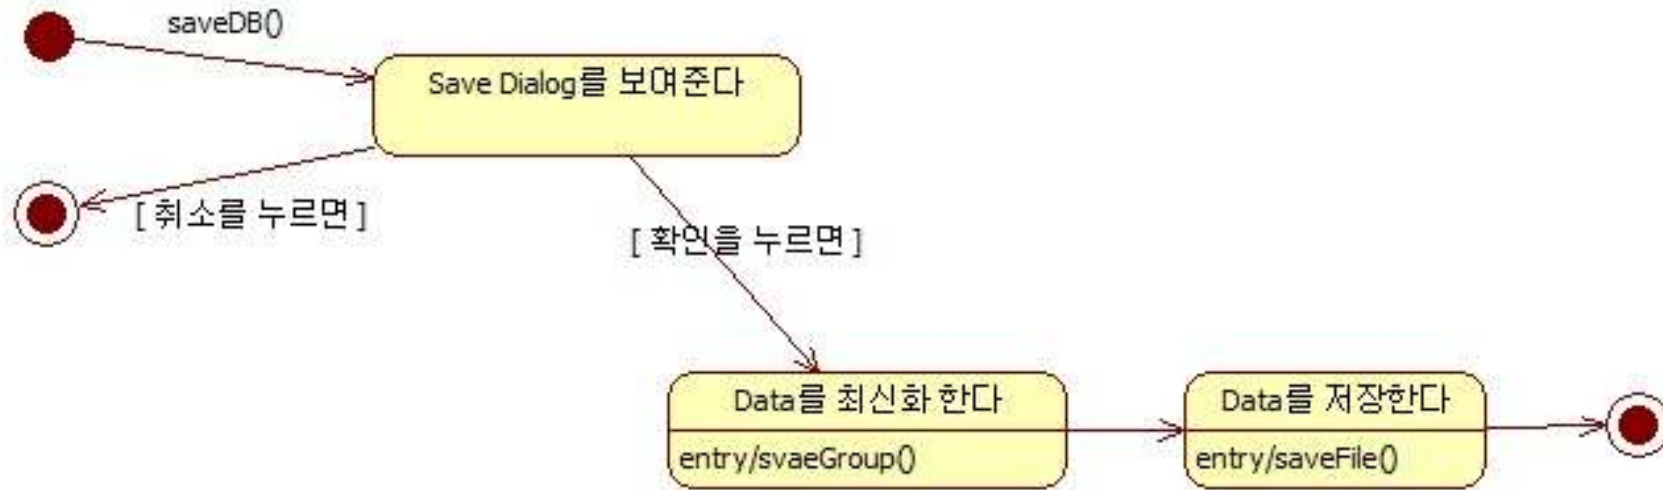 saveDB()
Save Dialog를 보여준다
[ 취소를 누르면 ]
[ 확인을 누르면 ]
Data를 최신화 한다
entry/svaeGroup()
Data를 저장한다
entry/saveFile()